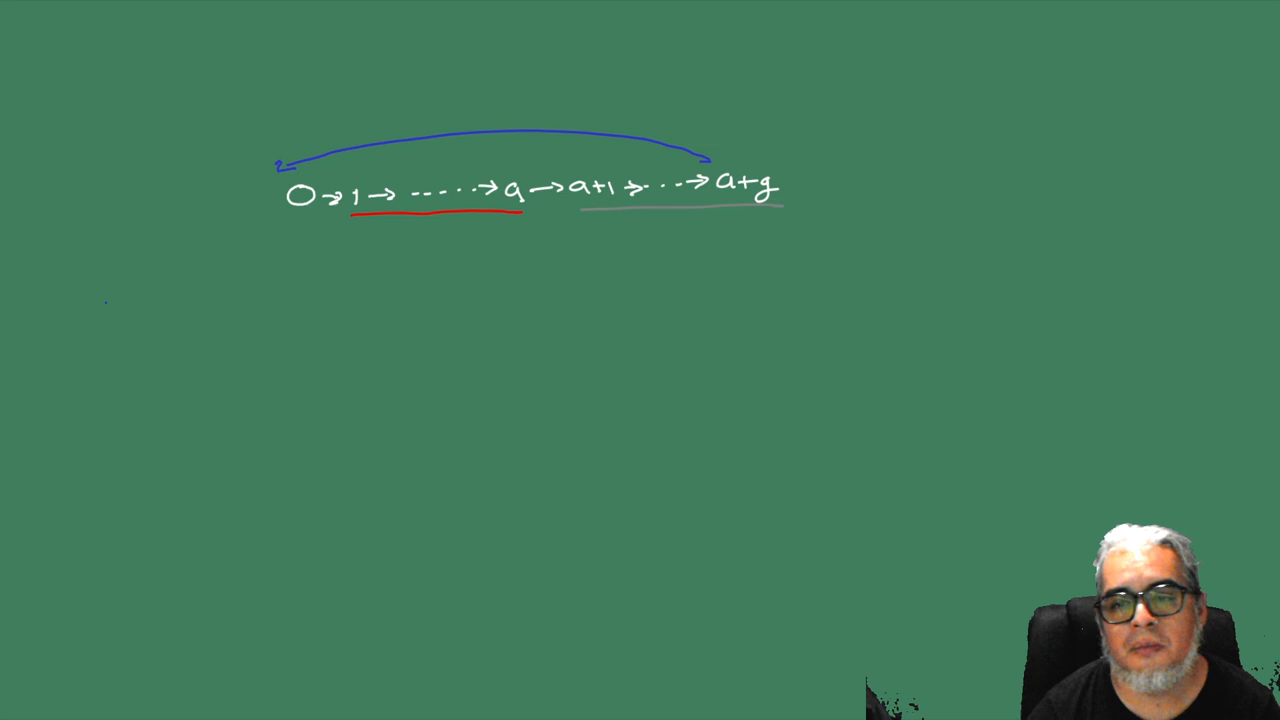 0 → 1 → ...... → a → a+1 → ... → a+g